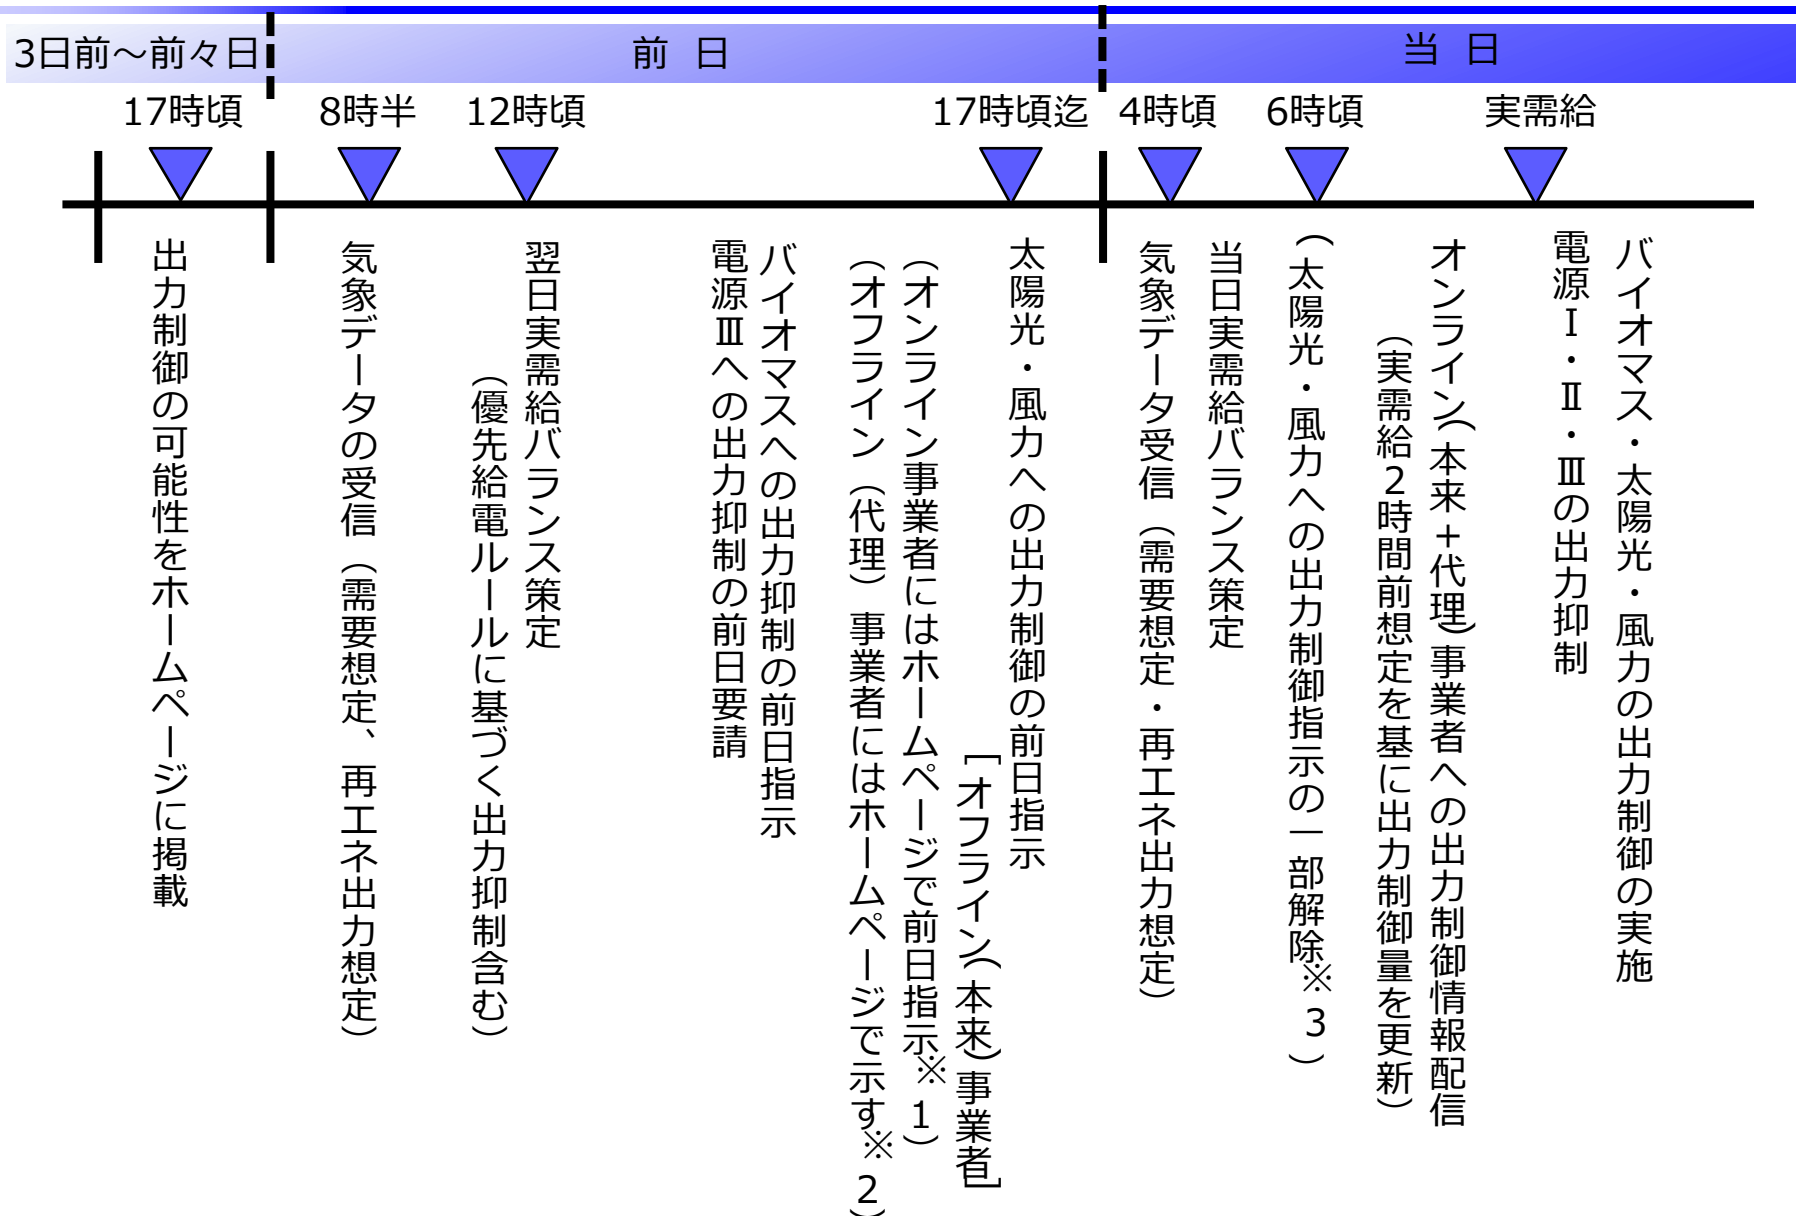 3日前～前々日
前 日
当 日
17時頃
8時半
12時頃
17時頃迄
4時頃
6時頃
実需給
出力制御の可能性をホームページに掲載
気象データの受信（需要想定、再エネ出力想定）
翌日実需給バランス策定
（優先給電ルールに基づく出力抑制含む）
バイオマスへの出力抑制の前日指示
電源Ⅲへの出力抑制の前日要請
太陽光・風力への出力制御の前日指示
［オフライン（本来）事業者］
（オンライン事業者にはホームページで前日指示※1）
（オフライン（代理）事業者にはホームページで示す※2）
気象データ受信（需要想定・再エネ出力想定）
当日実需給バランス策定
（太陽光・風力への出力制御指示の一部解除※3）
オンライン（本来＋代理）事業者への出力制御情報配信
（実需給2時間前想定を基に出力制御量を更新）
電源Ⅰ・Ⅱ・Ⅲの出力抑制
バイオマス・太陽光・風力の出力制御の実施